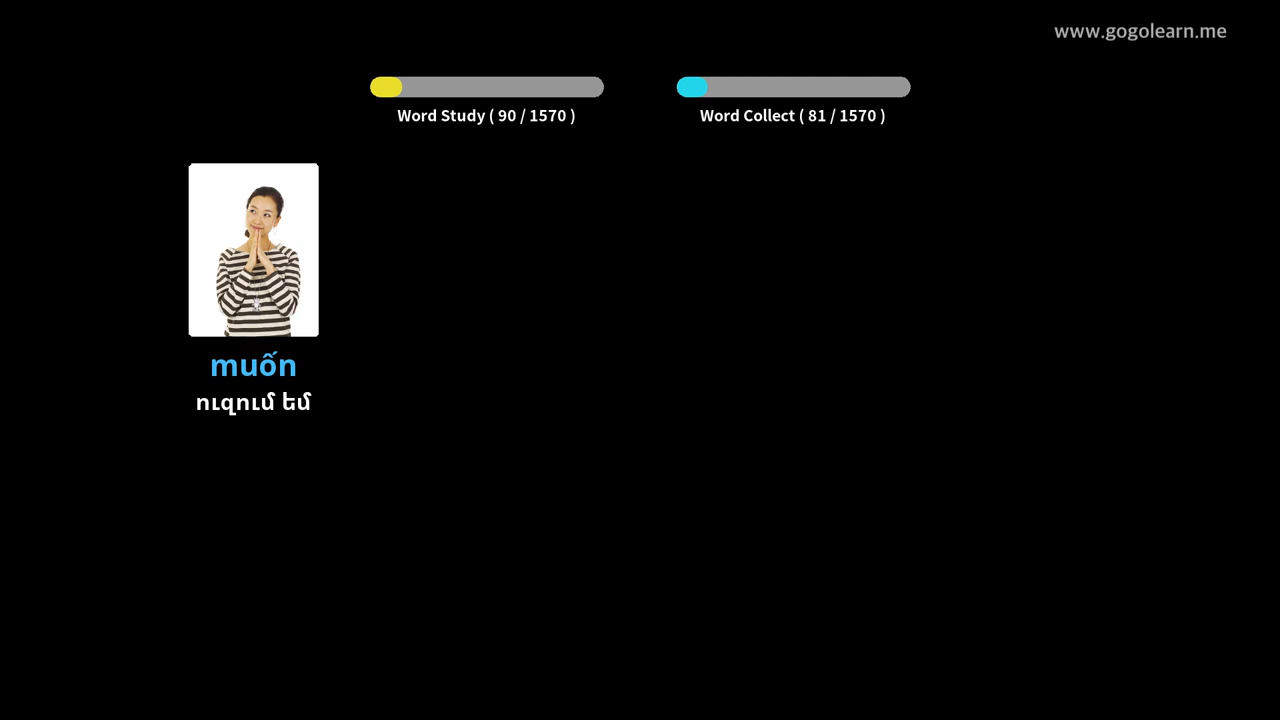 www.gogolearn.me
Word Study ( 90 / 1570 )
Word Collect ( 81 / 1570 )
muốn
ուզում եմ